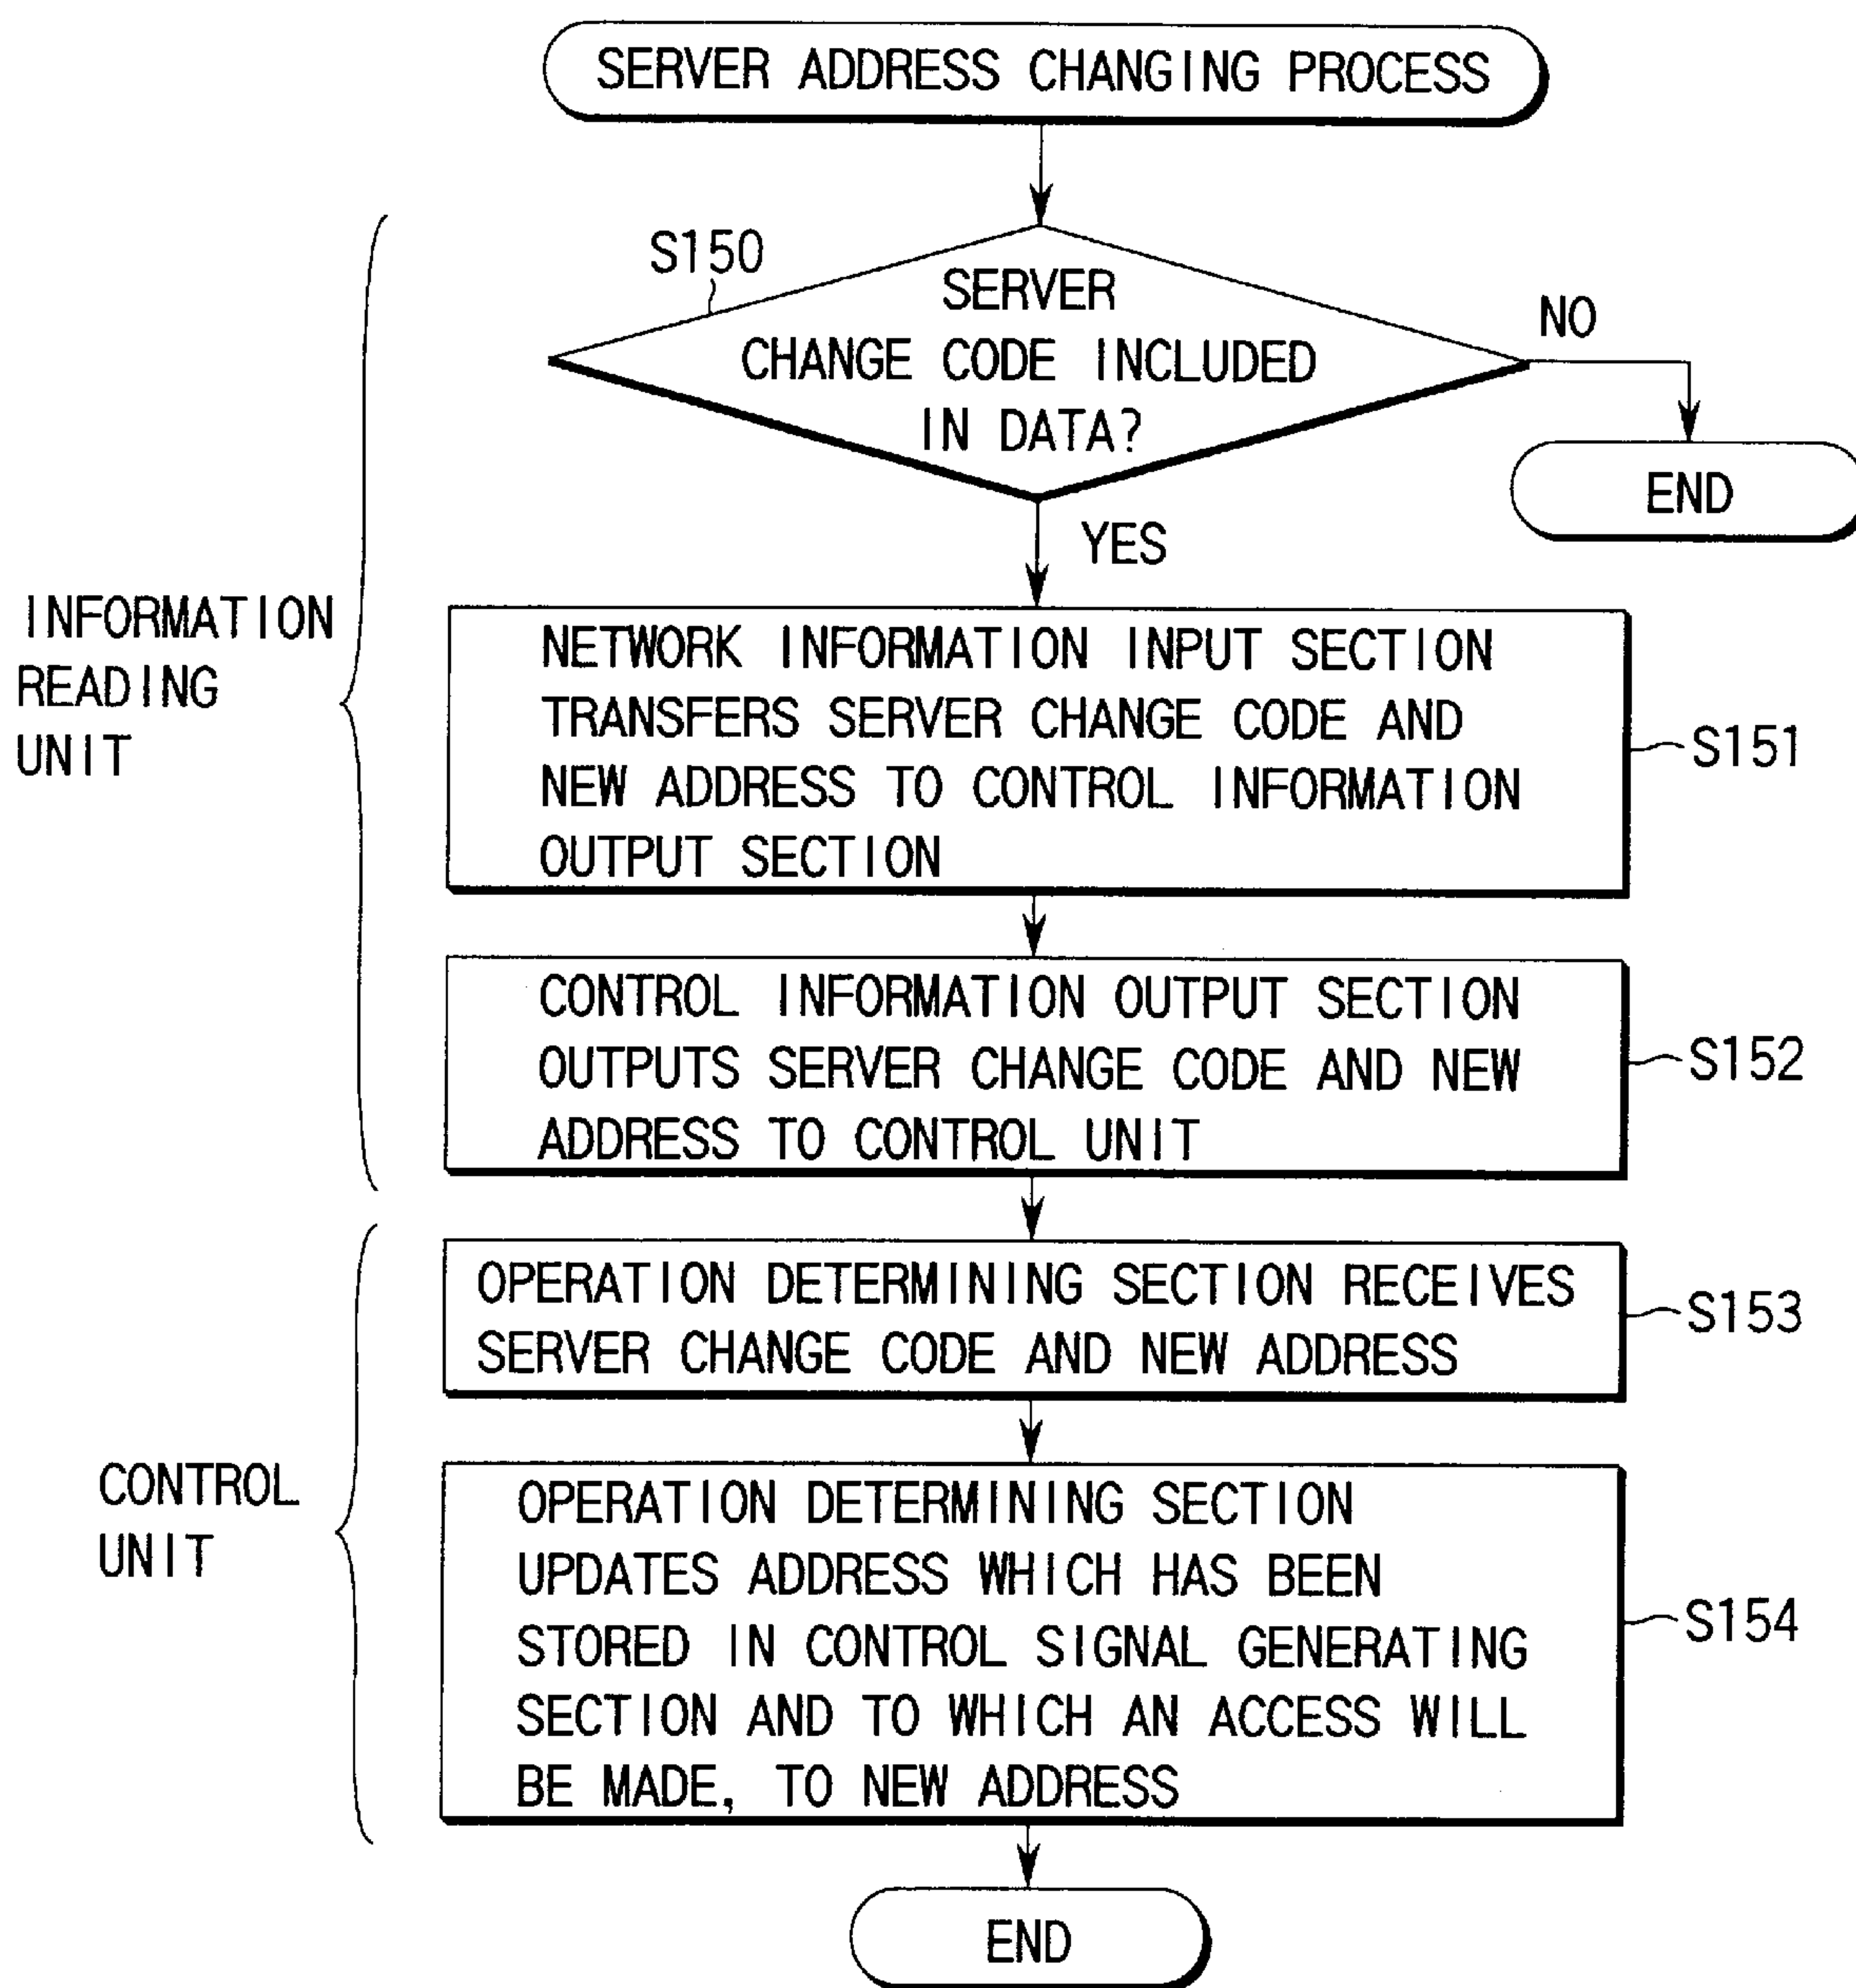 SERVER ADDRESS CHANGING PROCESS
S150
SERVER
CHANGE CODE INCLUDED
IN DATA?
NO
END
YES
INFORMATION
READING
UNIT
NETWORK INFORMATION INPUT SECTION
TRANSFERS SERVER CHANGE CODE AND
NEW ADDRESS TO CONTROL INFORMATION
OUTPUT SECTION
S151
CONTROL INFORMATION OUTPUT SECTION
OUTPUTS SERVER CHANGE CODE AND NEW
ADDRESS TO CONTROL UNIT
S152
OPERATION DETERMINING SECTION RECEIVES
SERVER CHANGE CODE AND NEW ADDRESS
S153
CONTROL
UNIT
OPERATION DETERMINING SECTION
UPDATES ADDRESS WHICH HAS BEEN
STORED IN CONTROL SIGNAL GENERATING
SECTION AND TO WHICH AN ACCESS WILL
BE MADE, TO NEW ADDRESS
S154
END